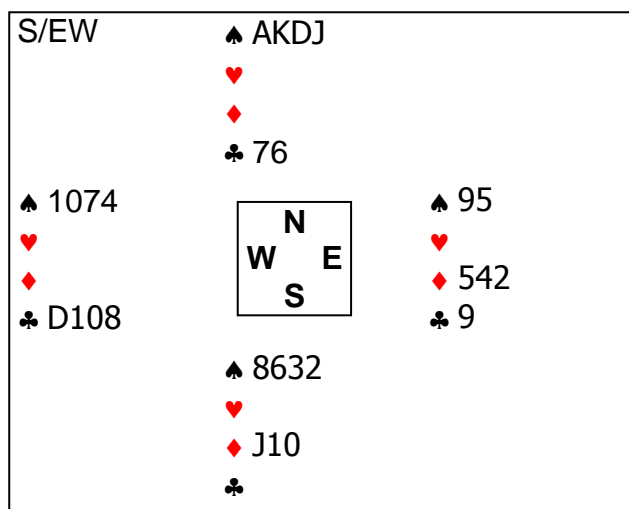 S/EW
♠ AKDJ
♥
♦
♣ 76
♠ 1074
♥
♦
♣ D108
N
W E
S
♠ 95
♥
♦ 542
♣ 9
♠ 8632
♥
♦ J10
♣